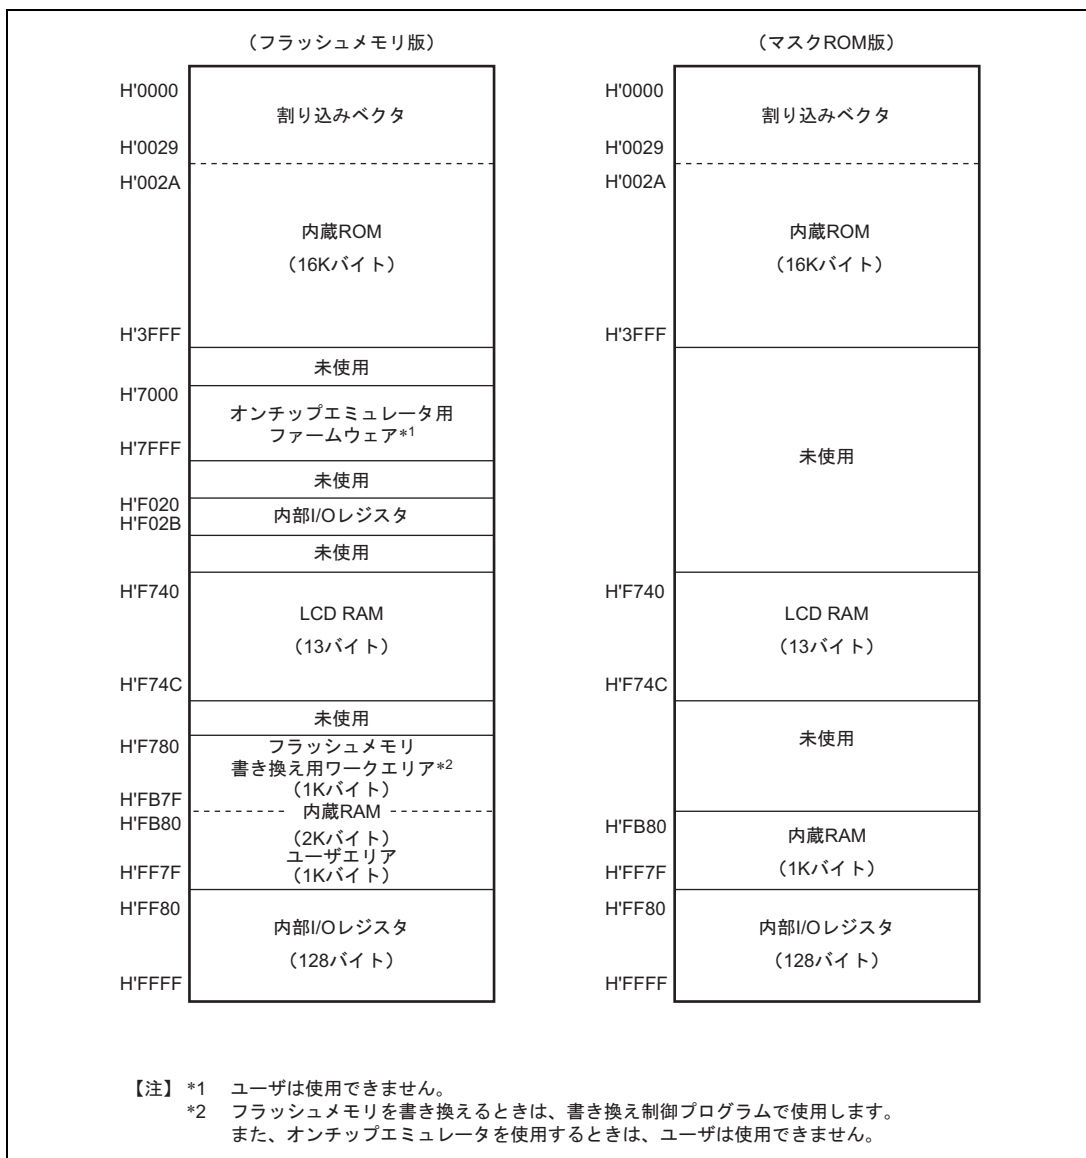 （フラッシュメモリ版）
H'0000
割り込みベクタ
H'0029
H'002A
内蔵ROM
（16Kバイト）
H'3FFF
未使用
H'7000
オンチップエミュレータ用
ファームウェア*1
H'7FFF
未使用
H'F020
H'F02B
内部I/Oレジスタ
未使用
H'F740
LCD RAM
（13バイト）
H'F74C
未使用
H'F780
フラッシュメモリ
書き換え用ワークエリア*2
（1Kバイト）
H'FB7F
内蔵RAM
H'FB80
（2Kバイト）
ユーザエリア
H'FF7F
（1Kバイト）
H'FF80
内部I/Oレジスタ
（128バイト）
H'FFFF
（マスクROM版）
H'0000
割り込みベクタ
H'0029
H'002A
内蔵ROM
（16Kバイト）
H'3FFF
未使用
H'F740
LCD RAM
（13バイト）
H'F74C
未使用
H'FB80
内蔵RAM
（1Kバイト）
H'FF7F
H'FF80
内部I/Oレジスタ
（128バイト）
H'FFFF
【注】 *1 ユーザは使用できません。
*2 フラッシュメモリを書き換えるときは、書き換え制御プログラムで使用します。
また、オンチップエミュレータを使用するときは、ユーザは使用できません。